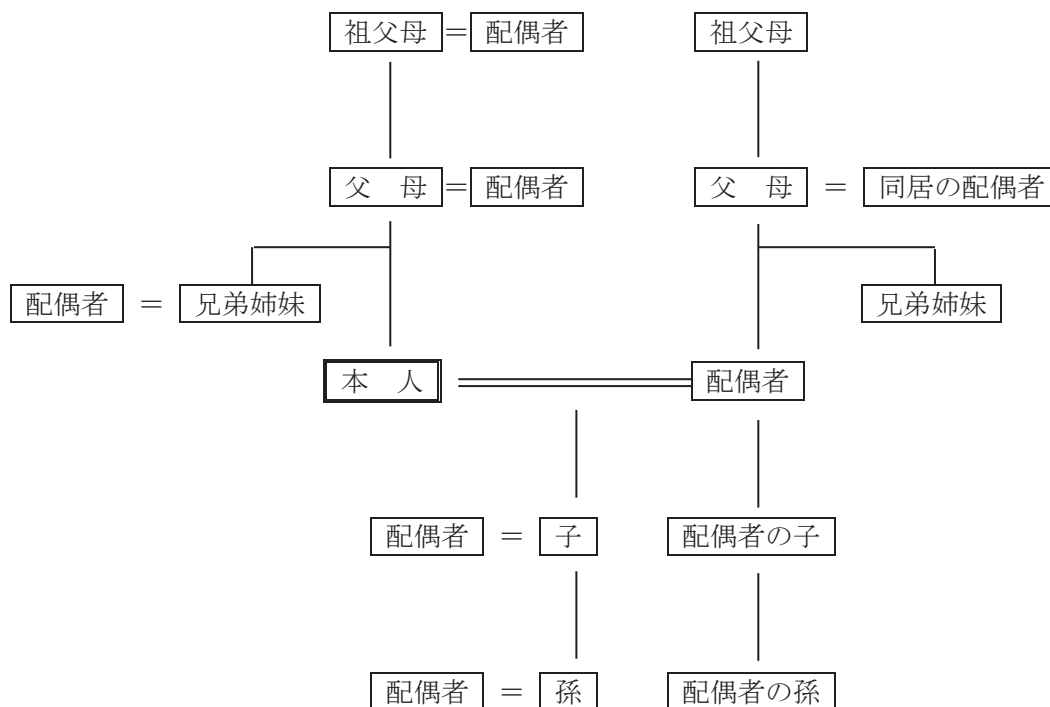 祖父母 = 配偶者 祖父母
父 母 = 配偶者 父 母 = 同居の配偶者
配偶者 = 兄弟姉妹 兄弟姉妹
本 人 配偶者
配偶者 = 子 配偶者の子
配偶者 = 孫 配偶者の孫